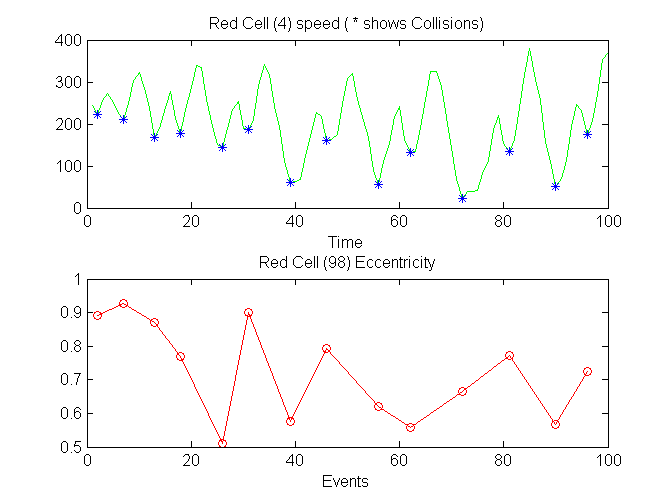 Red Cell (4) speed ( * shows Collisions)
400
300
200
100
0
0 20 40 60 80 100
Time
Red Cell (98) Eccentricity
1
0.9
0.8
0.7
0.6
0.5
0 20 40 60 80 100
Events